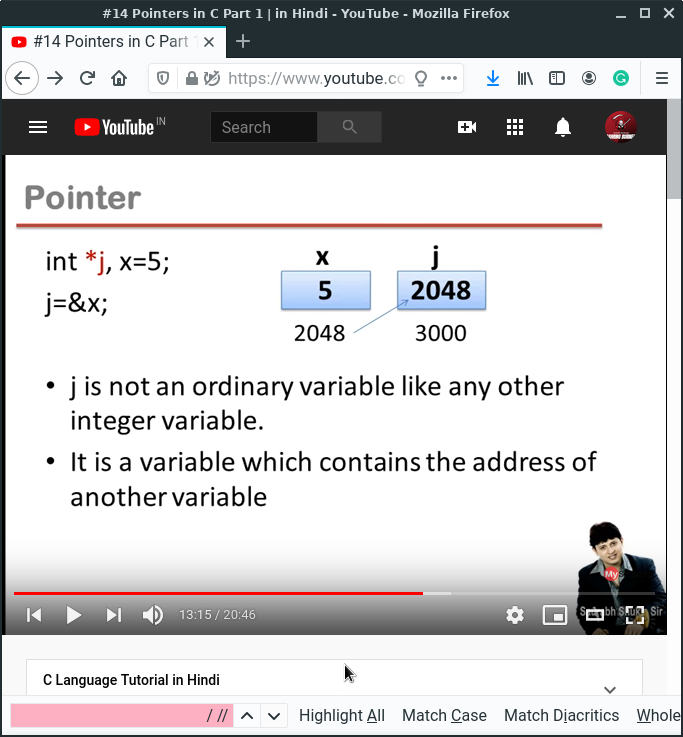 #14 Pointers in C Part 1 | in Hindi - YouTube - Mozilla Firefox
#14 Pointers in C Part 1
https://www.youtube.co
YouTube IN
Search
Pointer
int *j, x=5;
j=&x;
x j
5 2048
2048 3000
• j is not an ordinary variable like any other
integer variable.
• It is a variable which contains the address of
another variable
My
Sir
13:15 / 20:46
C Language Tutorial in Hindi
/ //
Highlight All Match Case Match Diacritics Whole